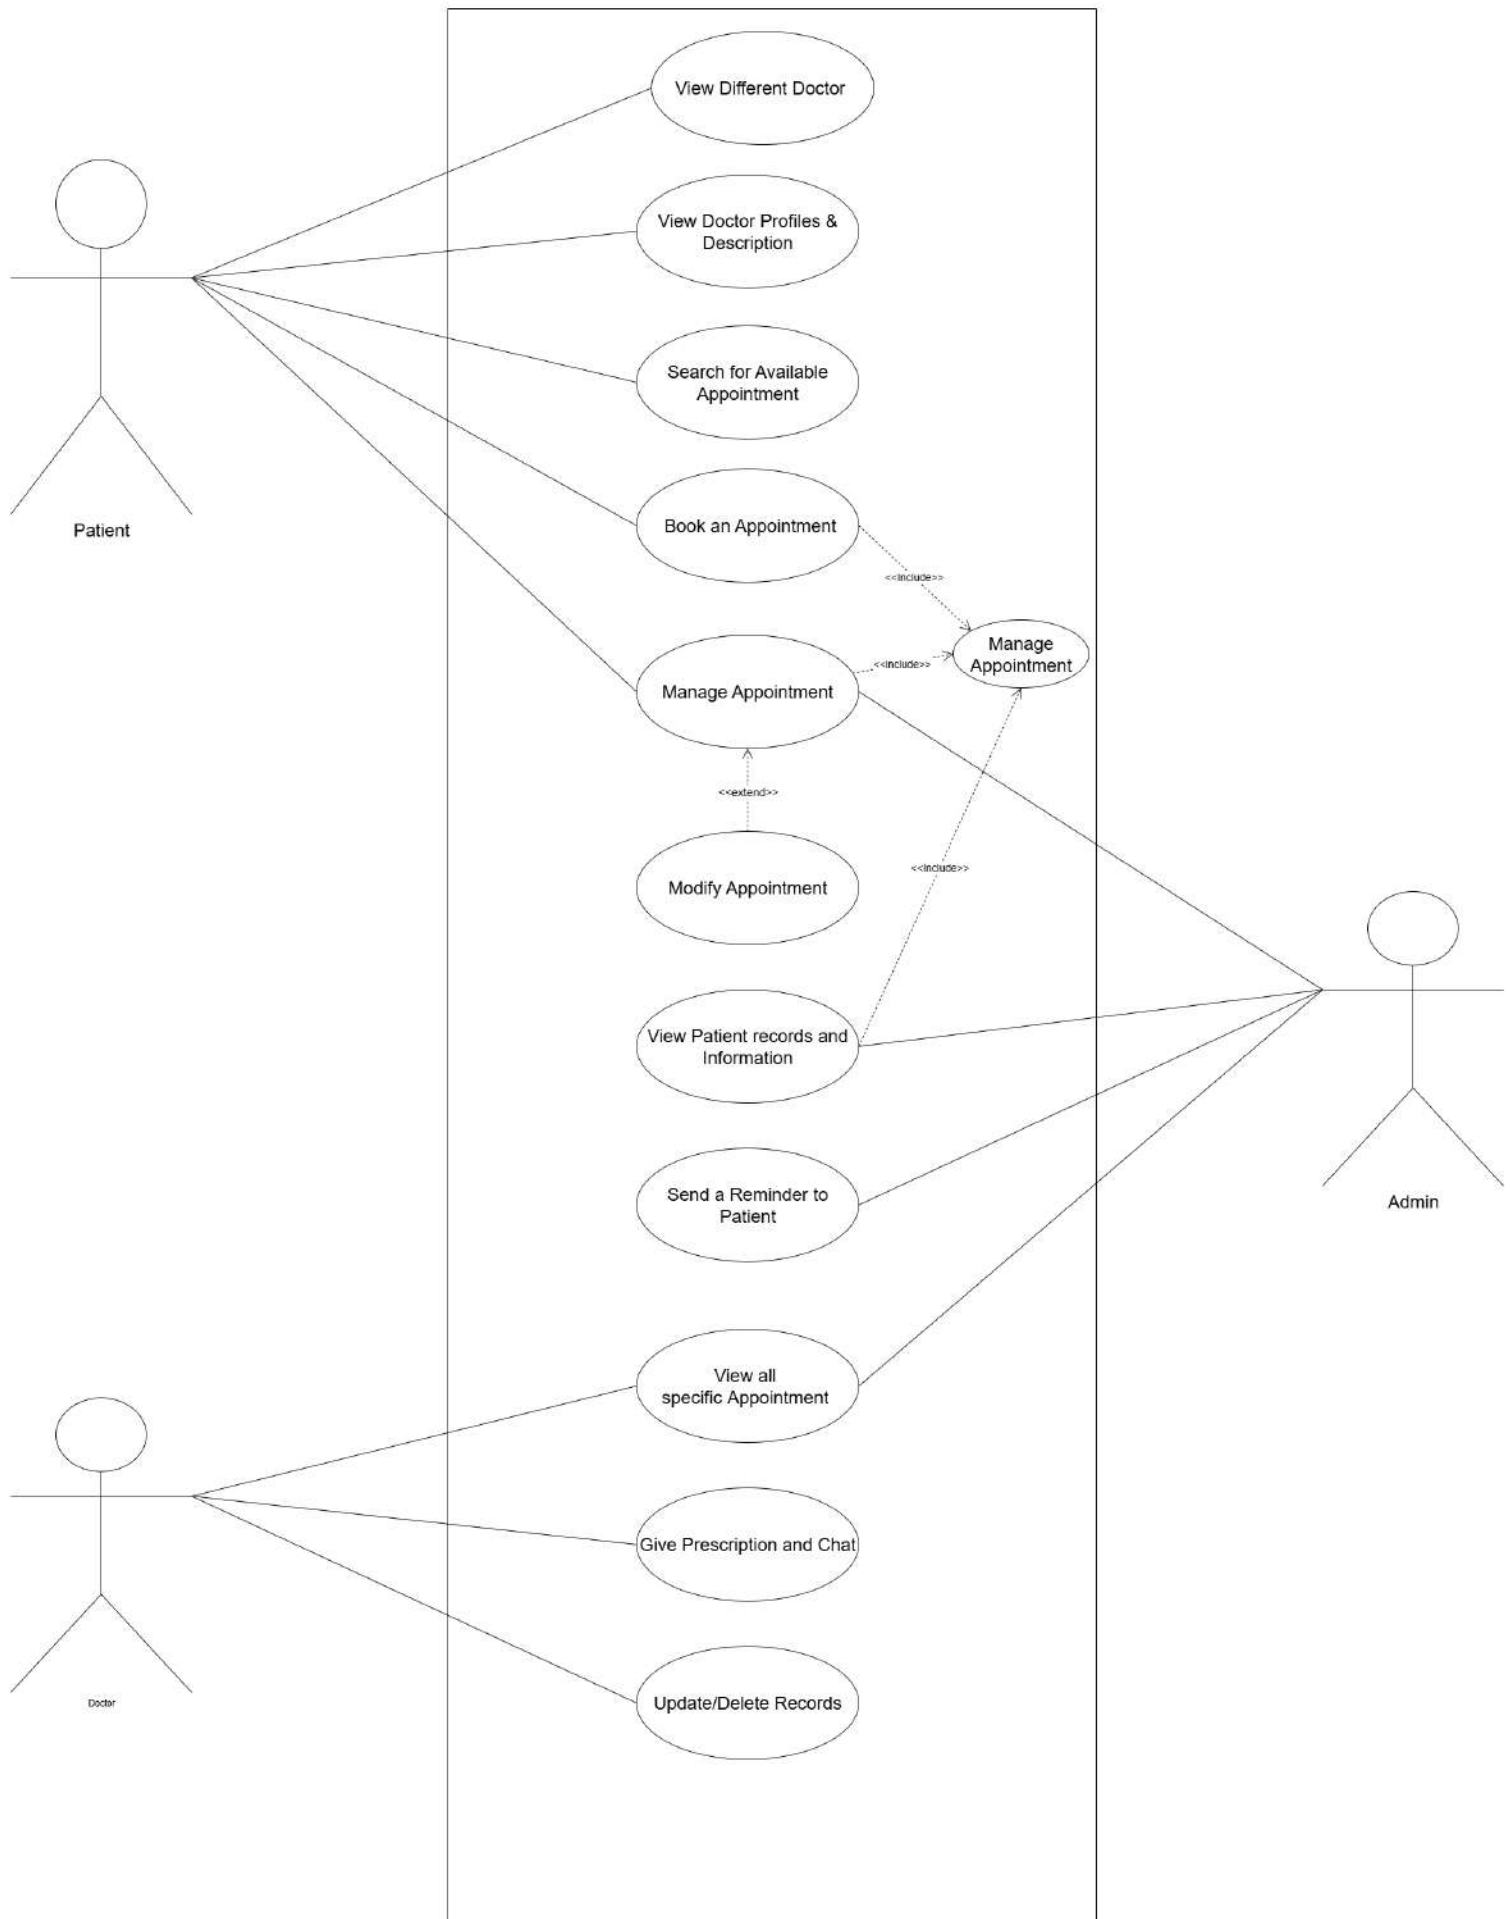 View Different Doctor
View Doctor Profiles &
Description
Search for Available
Appointment
Patient
Book an Appointment
<<Include>>
Manage
Appointment
<<Include>>
Manage Appointment
<<extend>>
<<Include>>
Modify Appointment
View Patient records and
Information
Send a Reminder to
Patient
Admin
View all
specific Appointment
Give Prescription and Chat
Doctor
Update/Delete Records